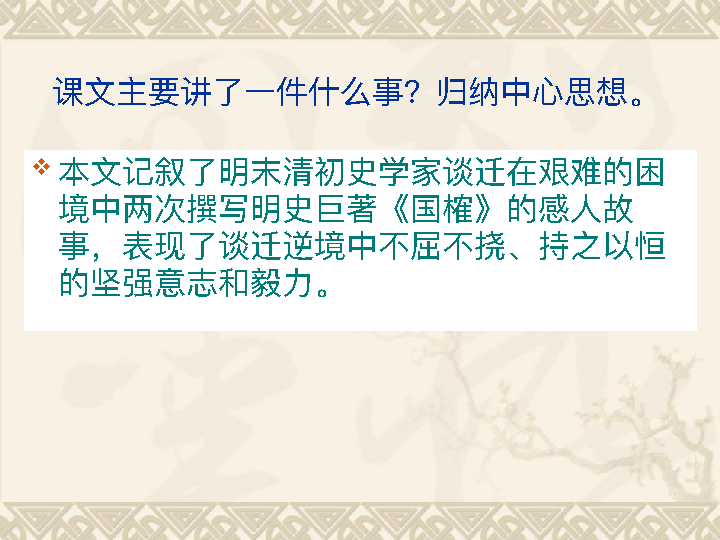 课文主要讲了一件什么事？归纳中心思想。
本文记叙了明末清初史学家谈迁在艰难的困
境中两次撰写明史巨著《国榷》的感人故
事，表现了谈迁逆境中不屈不挠、持之以恒
的坚强意志和毅力。